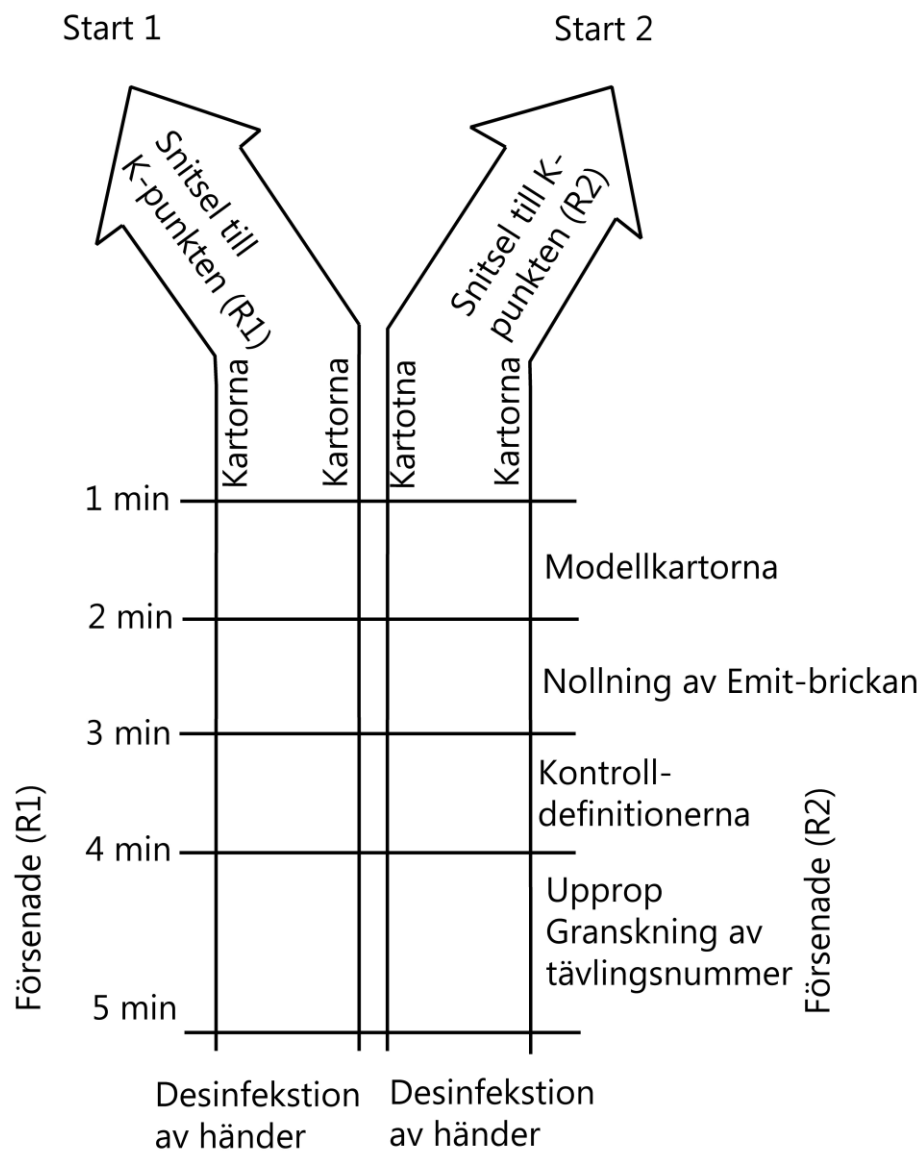 Start 1
Start 2
Snitsel till
K-punkten (R1)
Snitsel till K-
punkten (R2)
Kartorna
Kartorna
Kartotna
Kartorna
1 min
Modellkartorna
2 min
Nollning av Emit-brickan
3 min
Kontroll-
definitionerna
4 min
Upprop
Granskning av
tävlingsnummer
5 min
Försenade (R1)
Försenade (R2)
Desinfekstion
av händer
Desinfekstion
av händer